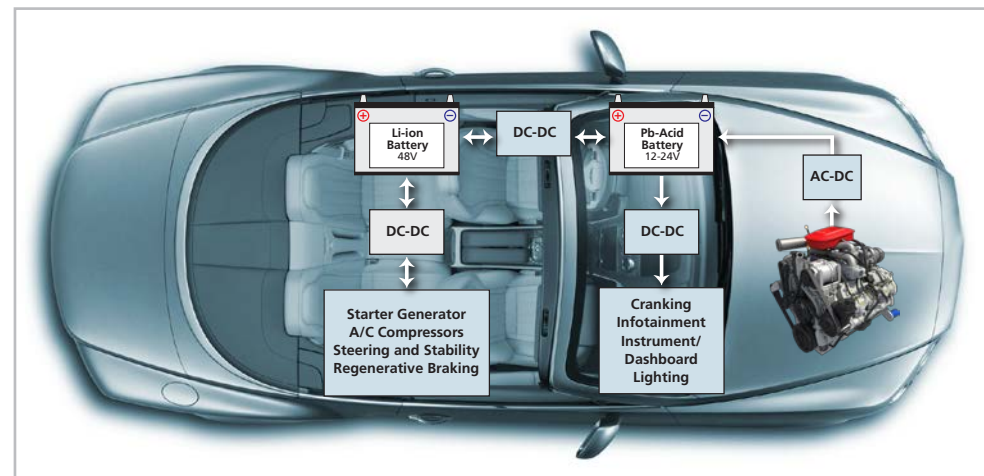 Li-ion
Battery
48V
DC-DC
Pb-Acid
Battery
12-24V
AC-DC
DC-DC
DC-DC
Starter Generator
A/C Compressors
Steering and Stability
Regenerative Braking
Cranking
Infotainment
Instrument/
Dashboard
Lighting